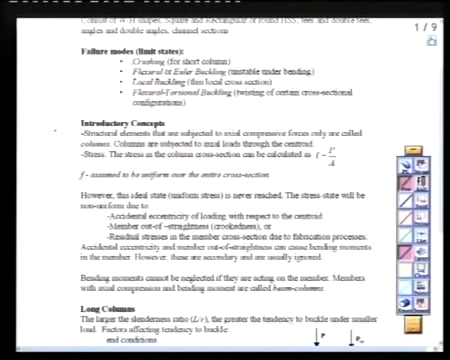 Consist of W H shapes, Square and Rectangular or round HSS, tees and double tees,
angles and double angles, channel sections
1 / 9
Failure modes (limit states):
• Crushing (for short column)
• Flexural or Euler Buckling (unstable under bending)
• Local Buckling (thin local cross section)
• Flexural-Torsional Buckling (twisting of certain cross-sectional
configurations)
Introductory Concepts
-Structural elements that are subjected to axial compressive forces only are called
columns. Columns are subjected to axial loads through the centroid.
-Stress. The stress in the column cross-section can be calculated as f = P/A
f - assumed to be uniform over the entire cross-section.
However, this ideal state (uniform stress) is never reached. The stress-state will be
non-uniform due to:
-Accidental eccentricity of loading with respect to the centroid
-Member out-of –straightness (crookedness), or
-Residual stresses in the member cross-section due to fabrication processes.
Accidental eccentricity and member out-of-straightness can cause bending moments
in the member. However, these are secondary and are usually ignored.
Bending moments cannot be neglected if they are acting on the member. Members
with axial compression and bending moment are called beam-columns.
Long Columns
The larger the slenderness ratio (L/r), the greater the tendency to buckle under smaller
load. Factors affecting tendency to buckle:
end conditions
P